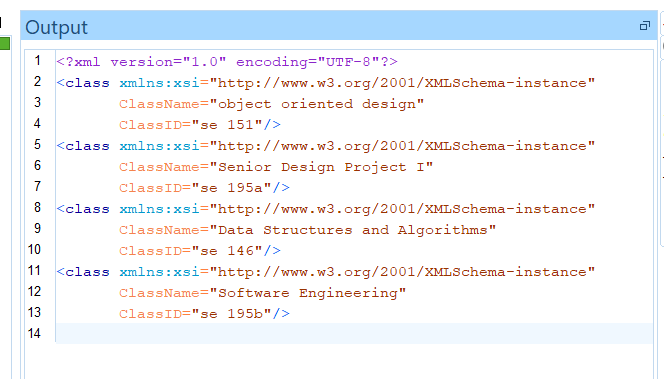 Output
1 <?xml version="1.0" encoding="UTF-8"?>
2 <class xmlns:xsi="http://www.w3.org/2001/XMLSchema-instance"
3 ClassName="object oriented design"
4 ClassID="se 151"/>
5 <class xmlns:xsi="http://www.w3.org/2001/XMLSchema-instance"
6 ClassName="Senior Design Project I"
7 ClassID="se 195a"/>
8 <class xmlns:xsi="http://www.w3.org/2001/XMLSchema-instance"
9 ClassName="Data Structures and Algorithms"
10 ClassID="se 146"/>
11 <class xmlns:xsi="http://www.w3.org/2001/XMLSchema-instance"
12 ClassName="Software Engineering"
13 ClassID="se 195b"/>
14